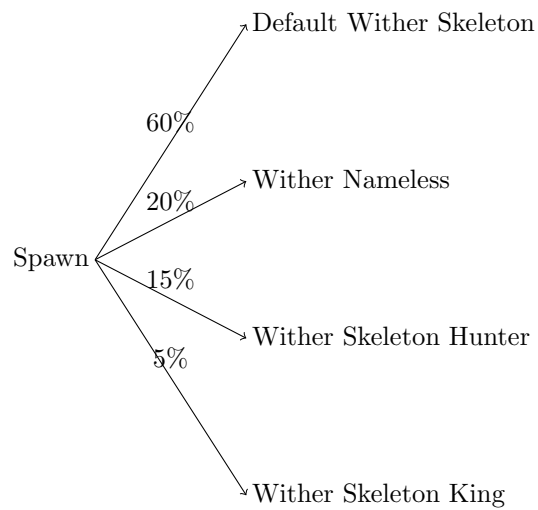 Default Wither Skeleton
60%
Wither Nameless
20%
Spawn
15%
Wither Skeleton Hunter
5%
Wither Skeleton King